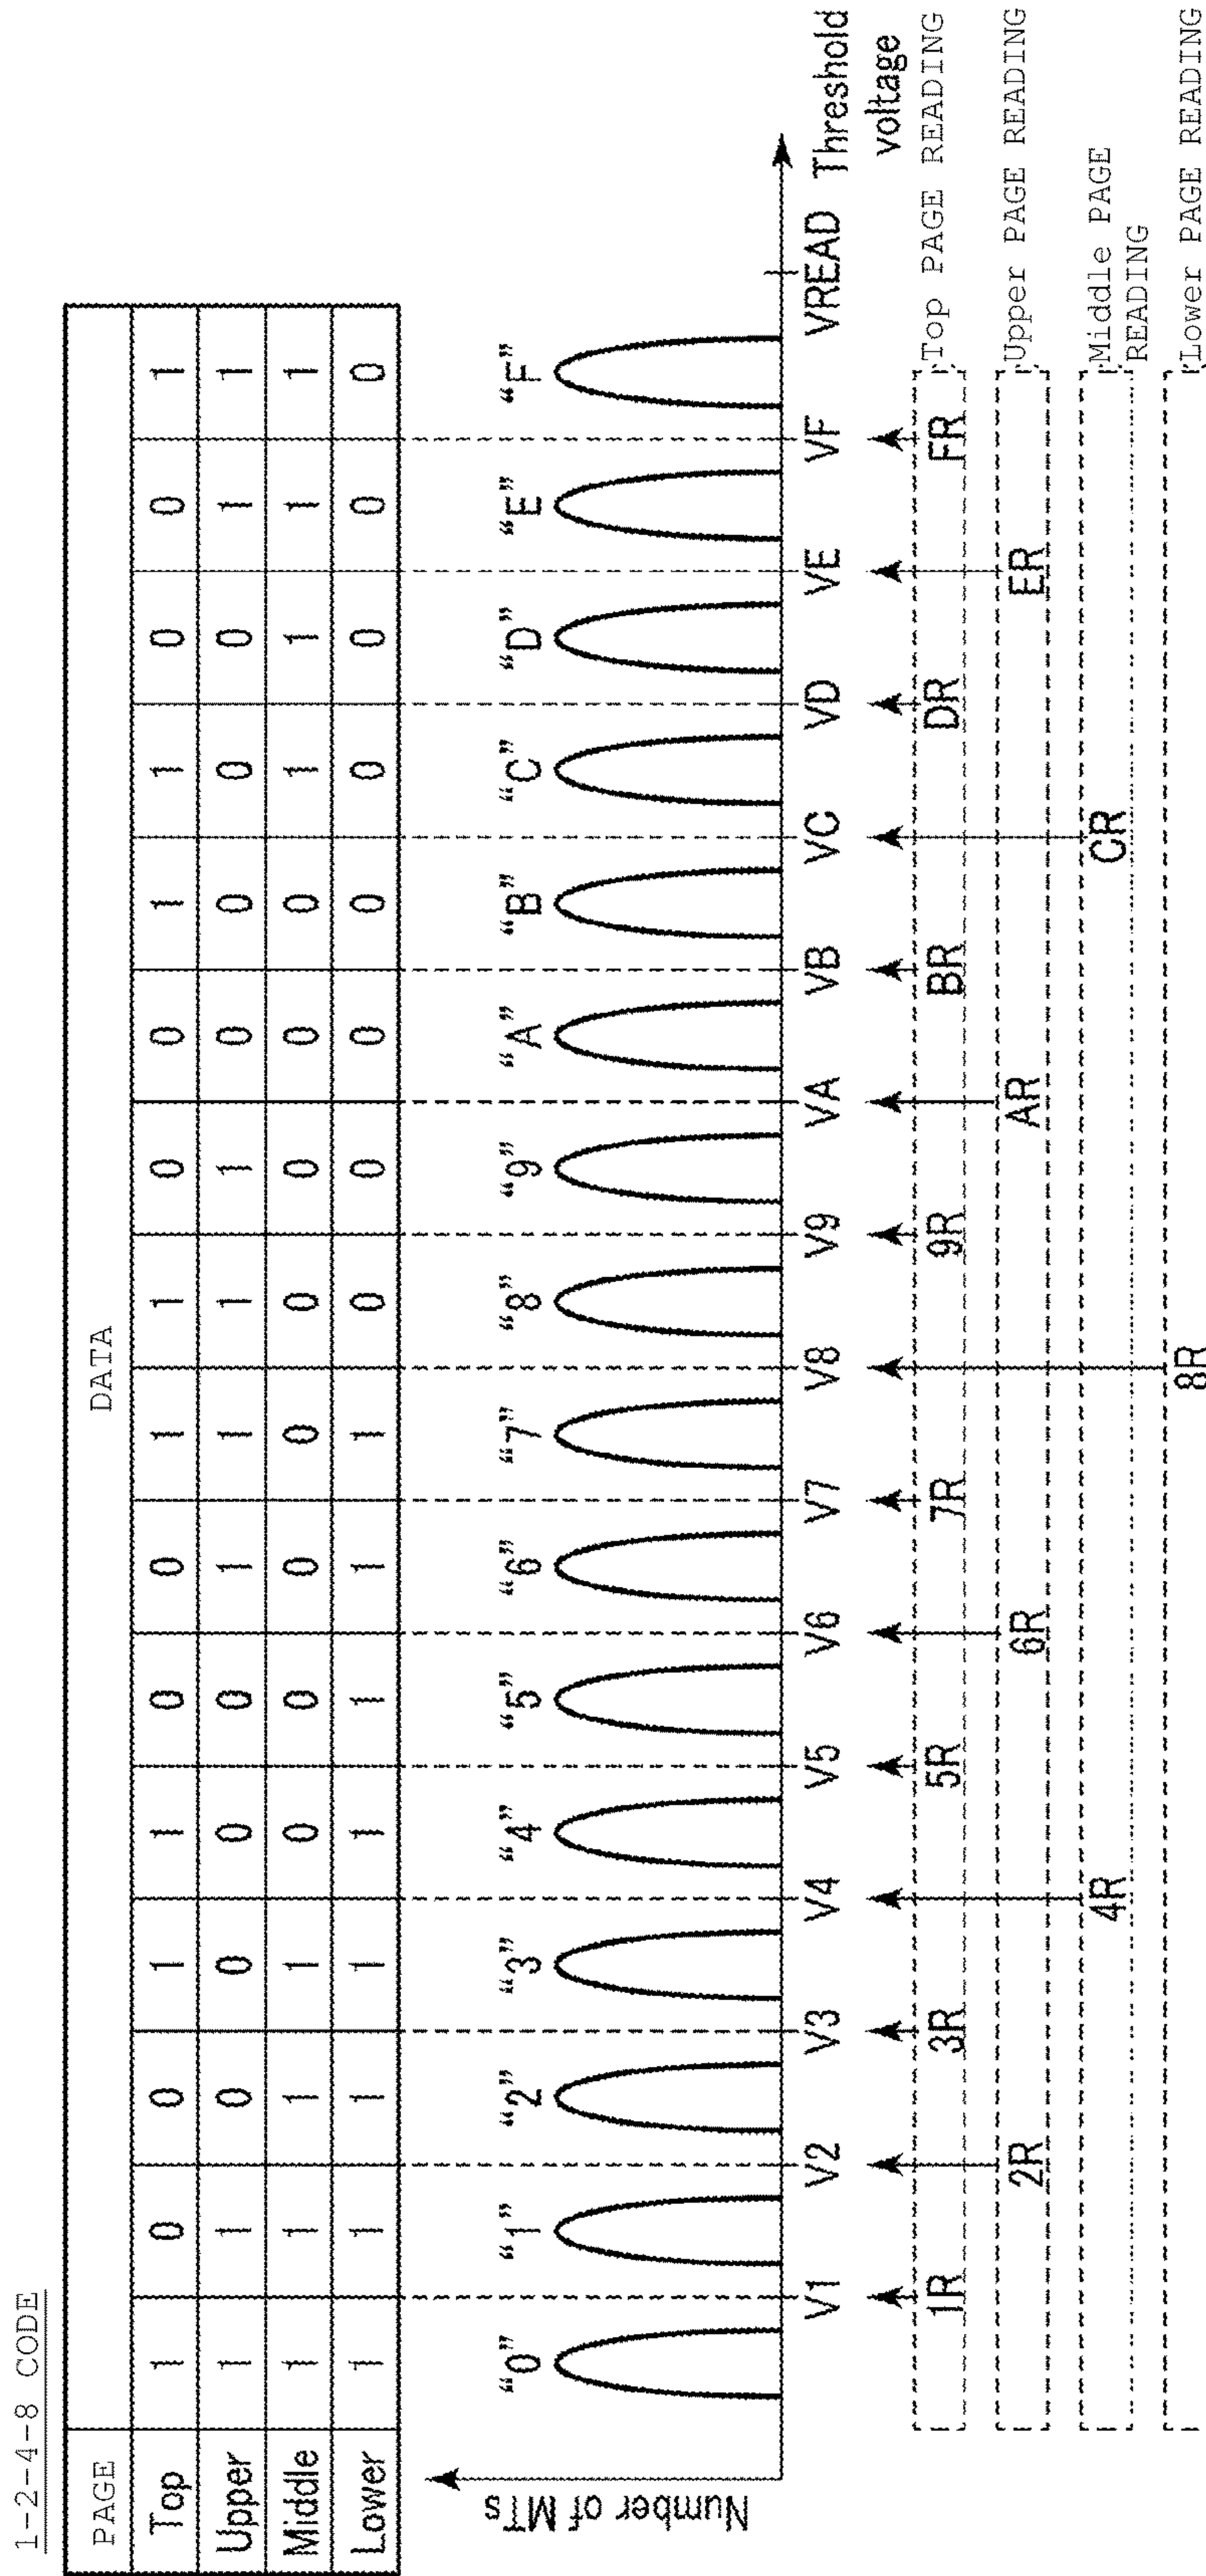 1-2-4-8 CODE
PAGE DATA
Top 1 0 0 1 1 0 0 1 1 0 0 1 1 0 0 1
Upper 1 1 0 0 0 0 1 1 1 1 0 0 0 0 1 1
Middle 1 1 1 1 0 0 0 0 0 0 0 0 1 1 1 1
Lower 1 1 1 1 1 1 1 1 0 0 0 0 0 0 0 0
Number of MTs
“0” “1” “2” “3” “4” “5” “6” “7” “8” “9” “A” “B” “C” “D” “E” “F”
V1 V2 V3 V4 V5 V6 V7 V8 V9 VA VB VC VD VE VF VREAD Threshold
voltage
1R 3R 5R 7R 9R BR DR FR Top PAGE READING
2R 6R AR ER Upper PAGE READING
4R CR Middle PAGE
READING
8R Lower PAGE READING